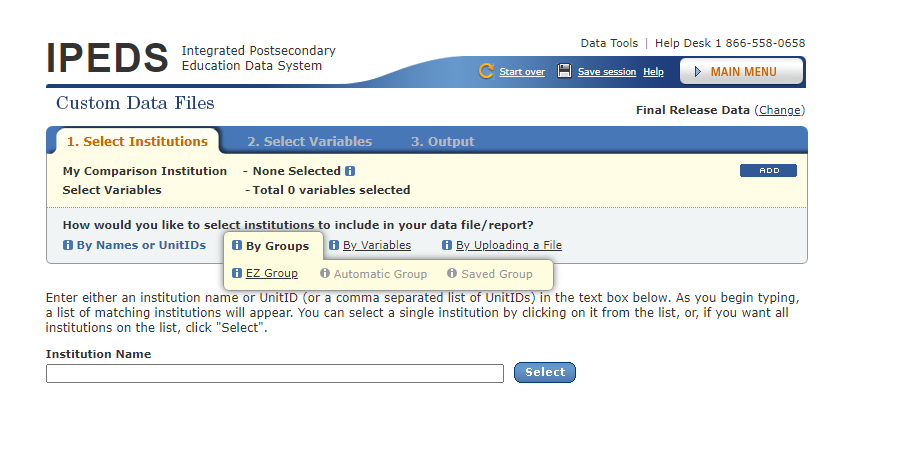 IPEDS Integrated Postsecondary
Education Data System
Data Tools | Help Desk 1 866-558-0658
Start over Save session Help MAIN MENU
Custom Data Files
Final Release Data (Change)
1. Select Institutions 2. Select Variables 3. Output
My Comparison Institution - None Selected i ADD
Select Variables - Total 0 variables selected
How would you like to select institutions to include in your data file/report?
i By Names or UnitIDs i By Groups i By Variables i By Uploading a File
i EZ Group i Automatic Group i Saved Group
Enter either an institution name or UnitID (or a comma separated list of UnitIDs) in the text box below. As you begin typing,
a list of matching institutions will appear. You can select a single institution by clicking on it from the list, or, if you want all
institutions on the list, click "Select".
Institution Name
Select